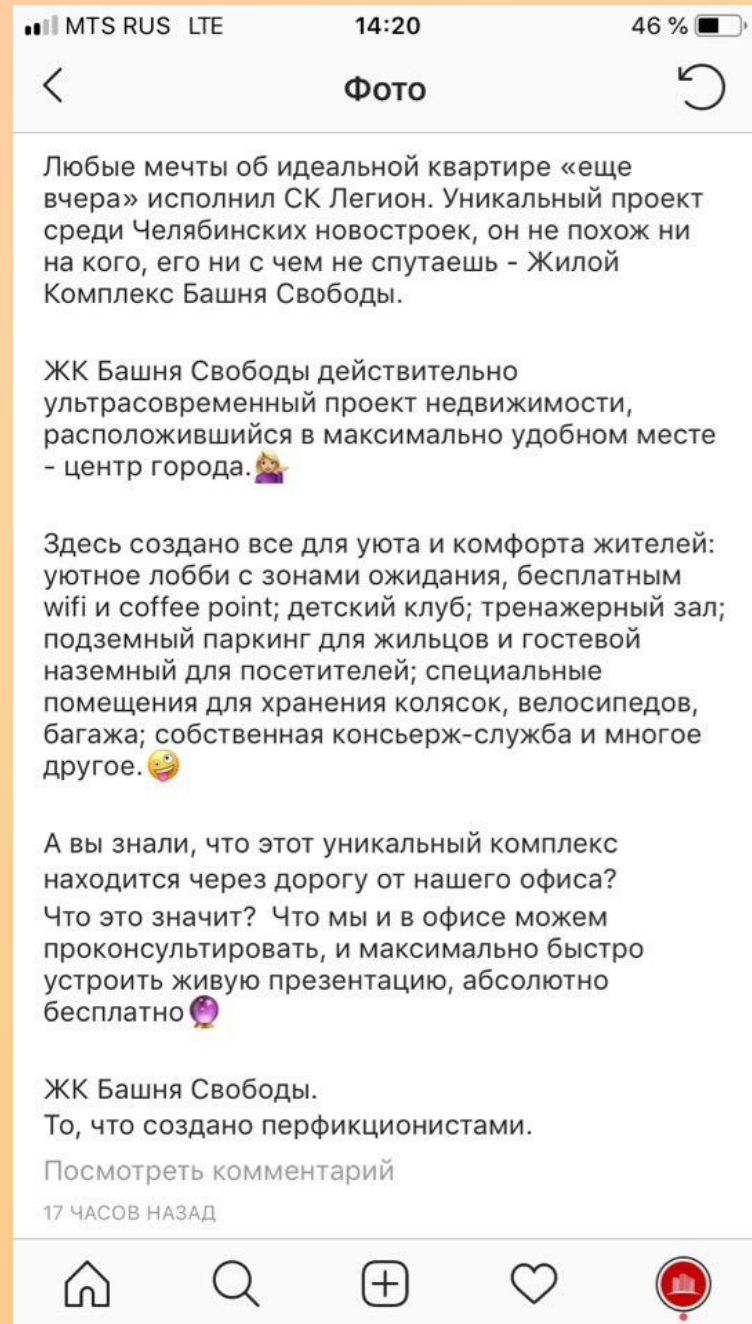 MTS RUS LTE 14:20 46 %
Фото
Любые мечты об идеальной квартире «еще
вчера» исполнил СК Легион. Уникальный проект
среди Челябинских новостроек, он не похож ни
на кого, его ни с чем не спутаешь - Жилой
Комплекс Башня Свободы.
ЖК Башня Свободы действительно
ультрасовременный проект недвижимости,
расположившийся в максимально удобном месте
- центр города.💁🏼‍♀️
Здесь создано все для уюта и комфорта жителей:
уютное лобби с зонами ожидания, бесплатным
wifi и coffee point; детский клуб; тренажерный зал;
подземный паркинг для жильцов и гостевой
наземный для посетителей; специальные
помещения для хранения колясок, велосипедов,
багажа; собственная консьерж-служба и многое
другое.🤪
А вы знали, что этот уникальный комплекс
находится через дорогу от нашего офиса?
Что это значит? Что мы и в офисе можем
проконсультировать, и максимально быстро
устроить живую презентацию, абсолютно
бесплатно🔮
ЖК Башня Свободы.
То, что создано перфикционистами.
Посмотреть комментарий
17 ЧАСОВ НАЗАД